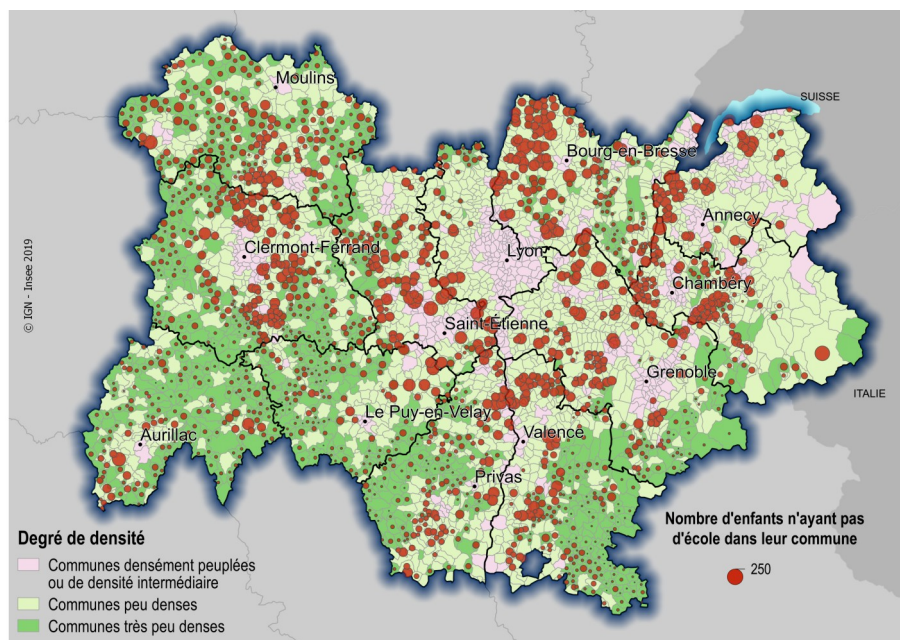 Moulins
SUISSE
Bourg-en-Bresse
Annecy
Clermont-Ferrand
Lyon
Chambéry
© IGN - Insee 2019
Saint-Étienne
Grenoble
ITALIE
Le Puy-en-Velay
Aurillac
Valence
Privas
Degré de densité
Communes densément peuplées
ou de densité intermédiaire
Communes peu denses
Communes très peu denses
Nombre d'enfants n'ayant pas
d'école dans leur commune
250